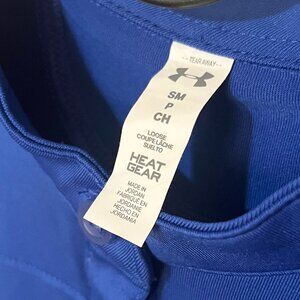 --TEAR AWAY--
SM
P
CH
LOOSE
COUPE LÂCHE
SUELTO
HEAT
GEAR
MADE IN
JORDAN
FABRIQUÉ EN
JORDANIE
HECHO EN
JORDANIA